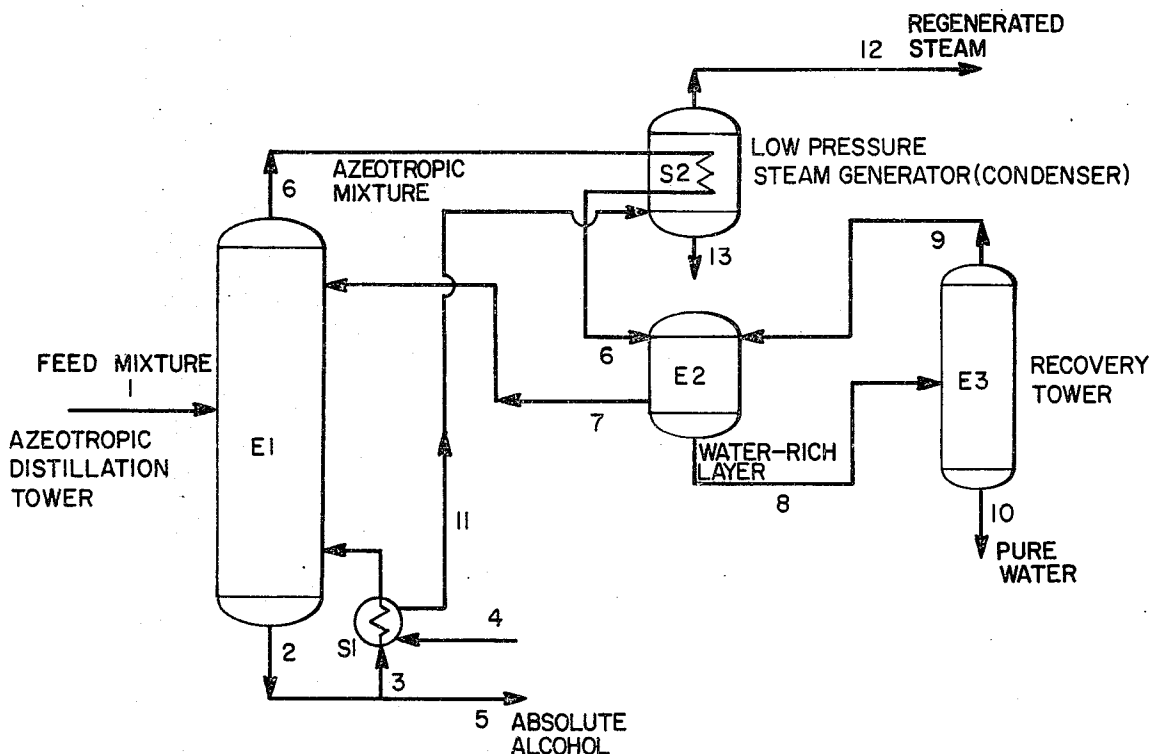 REGENERATED
STEAM
12
LOW PRESSURE
STEAM GENERATOR (CONDENSER)
S2
AZEOTROPIC
MIXTURE
6
13
9
FEED MIXTURE
1
AZEOTROPIC
DISTILLATION
TOWER
E1
6
E2
E3
RECOVERY
TOWER
7
WATER-RICH
LAYER
8
10
PURE
WATER
11
4
S1
2
3
5
ABSOLUTE
ALCOHOL